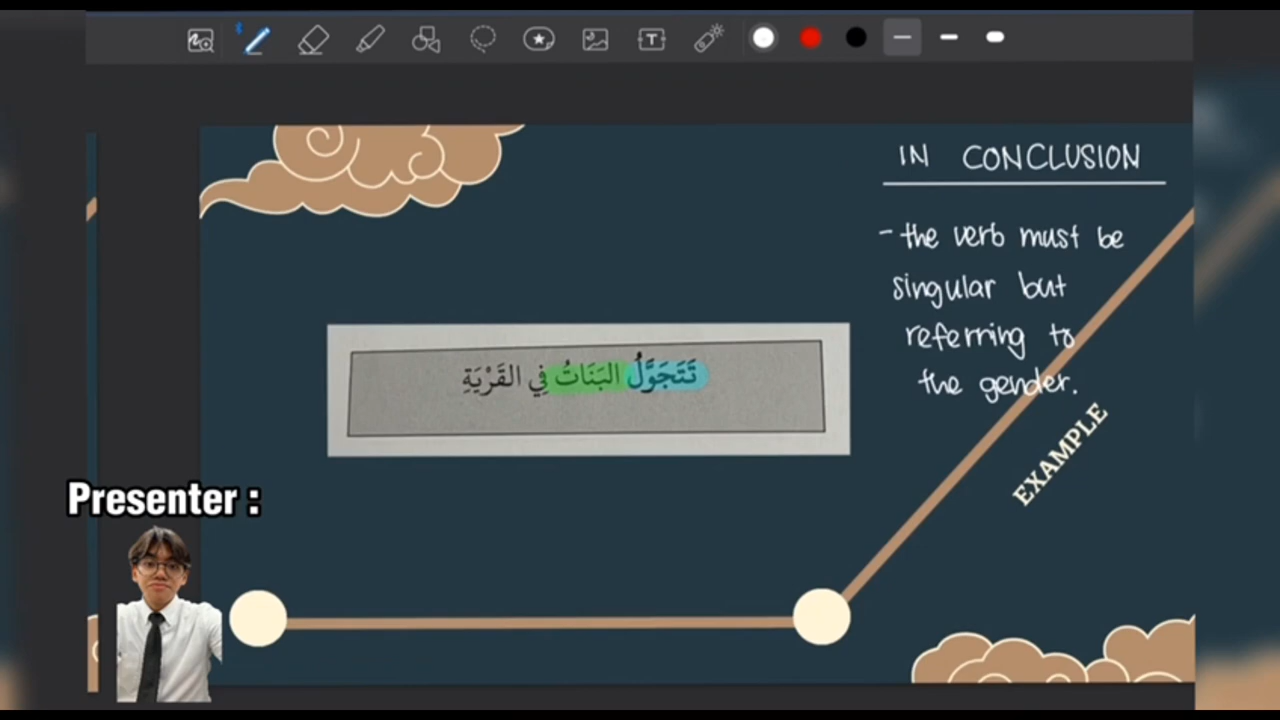 IN CONCLUSION
- the verb must be
singular but
referring to
the gender.
تَتَجَوَّلُ البَنَاتُ فِي القَرْيَةِ
EXAMPLE
Presenter :